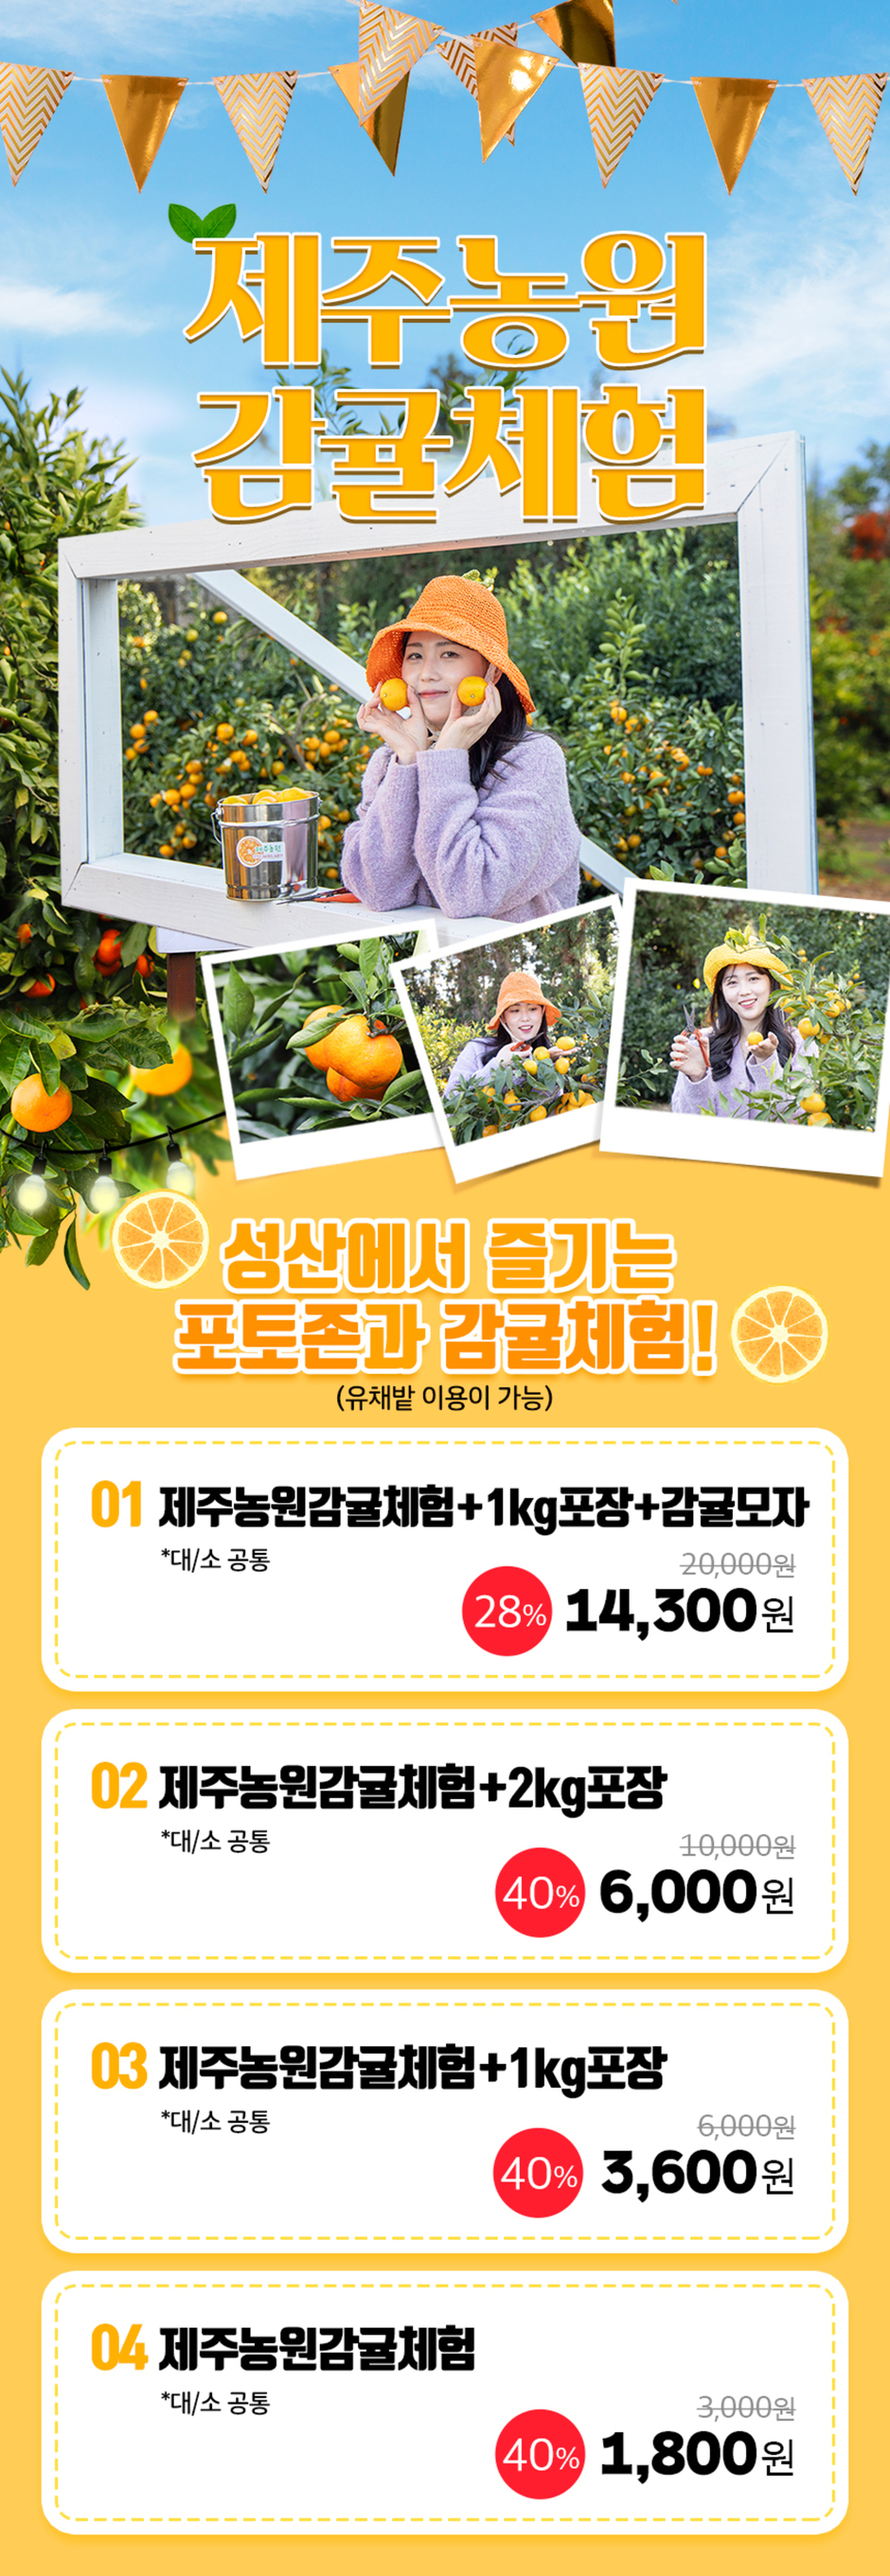 제주농원
감귤체험
제주농원
성산에서 즐기는
포토존과 감귤체험!
(유채밭 이용이 가능)
01 제주농원감귤체험+1kg포장+감귤모자
*대/소 공통
20,000원
28% 14,300원
02 제주농원감귤체험+2kg포장
*대/소 공통
10,000원
40% 6,000원
03 제주농원감귤체험+1kg포장
*대/소 공통
6,000원
40% 3,600원
04 제주농원감귤체험
*대/소 공통
3,000원
40% 1,800원